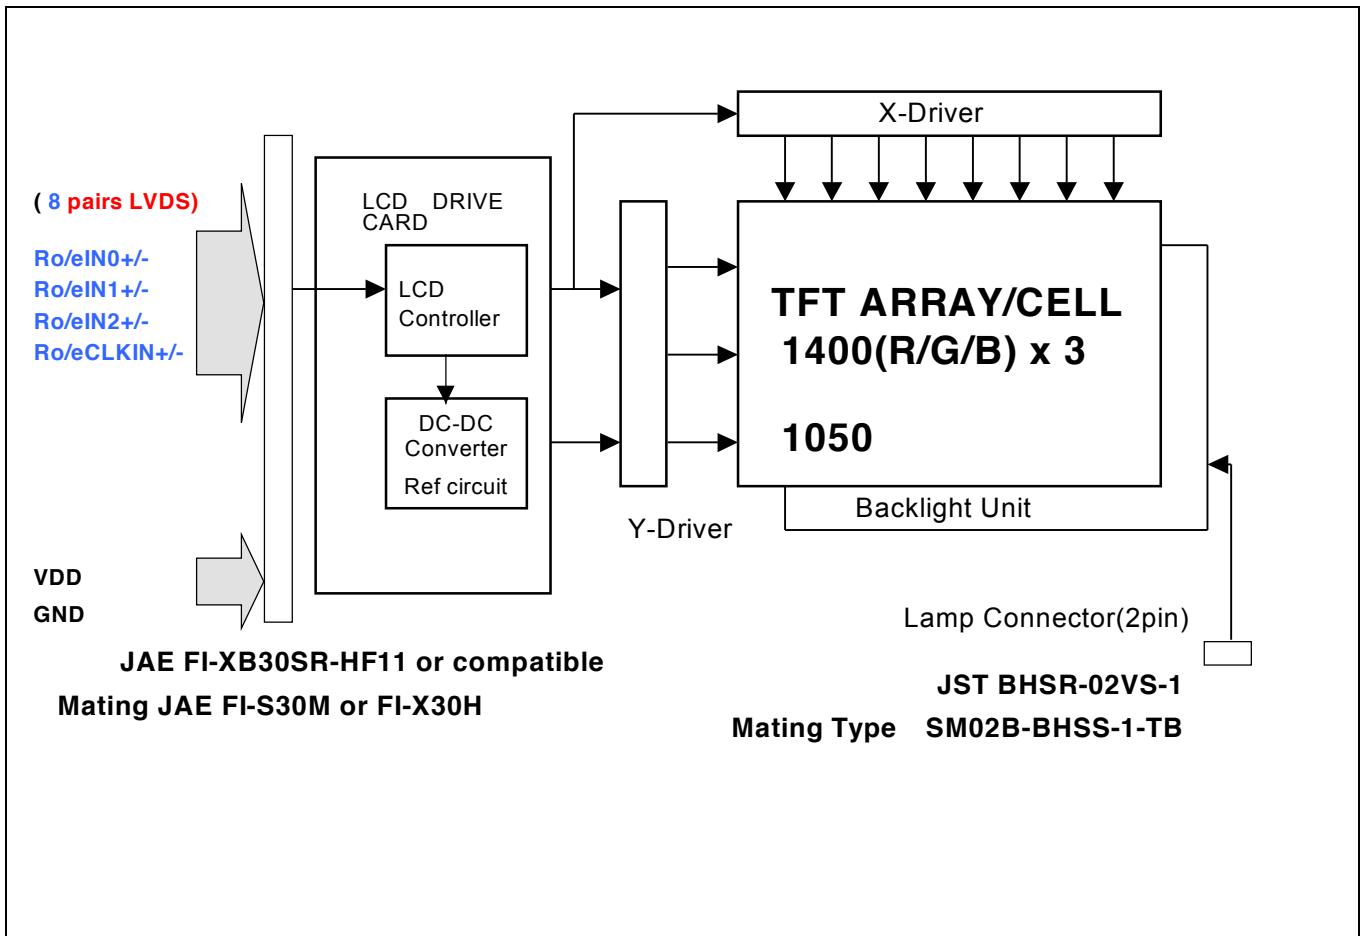 X-Driver
( 8 pairs LVDS)
Ro/eIN0+/-
Ro/eIN1+/-
Ro/eIN2+/-
Ro/eCLKIN+/-
LCD DRIVE
CARD
LCD
Controller
DC-DC
Converter
Ref circuit
TFT ARRAY/CELL
1400(R/G/B) x 3
1050
Backlight Unit
Y-Driver
VDD
GND
Lamp Connector(2pin)
JAE FI-XB30SR-HF11 or compatible
Mating JAE FI-S30M or FI-X30H
JST BHSR-02VS-1
Mating Type SM02B-BHSS-1-TB